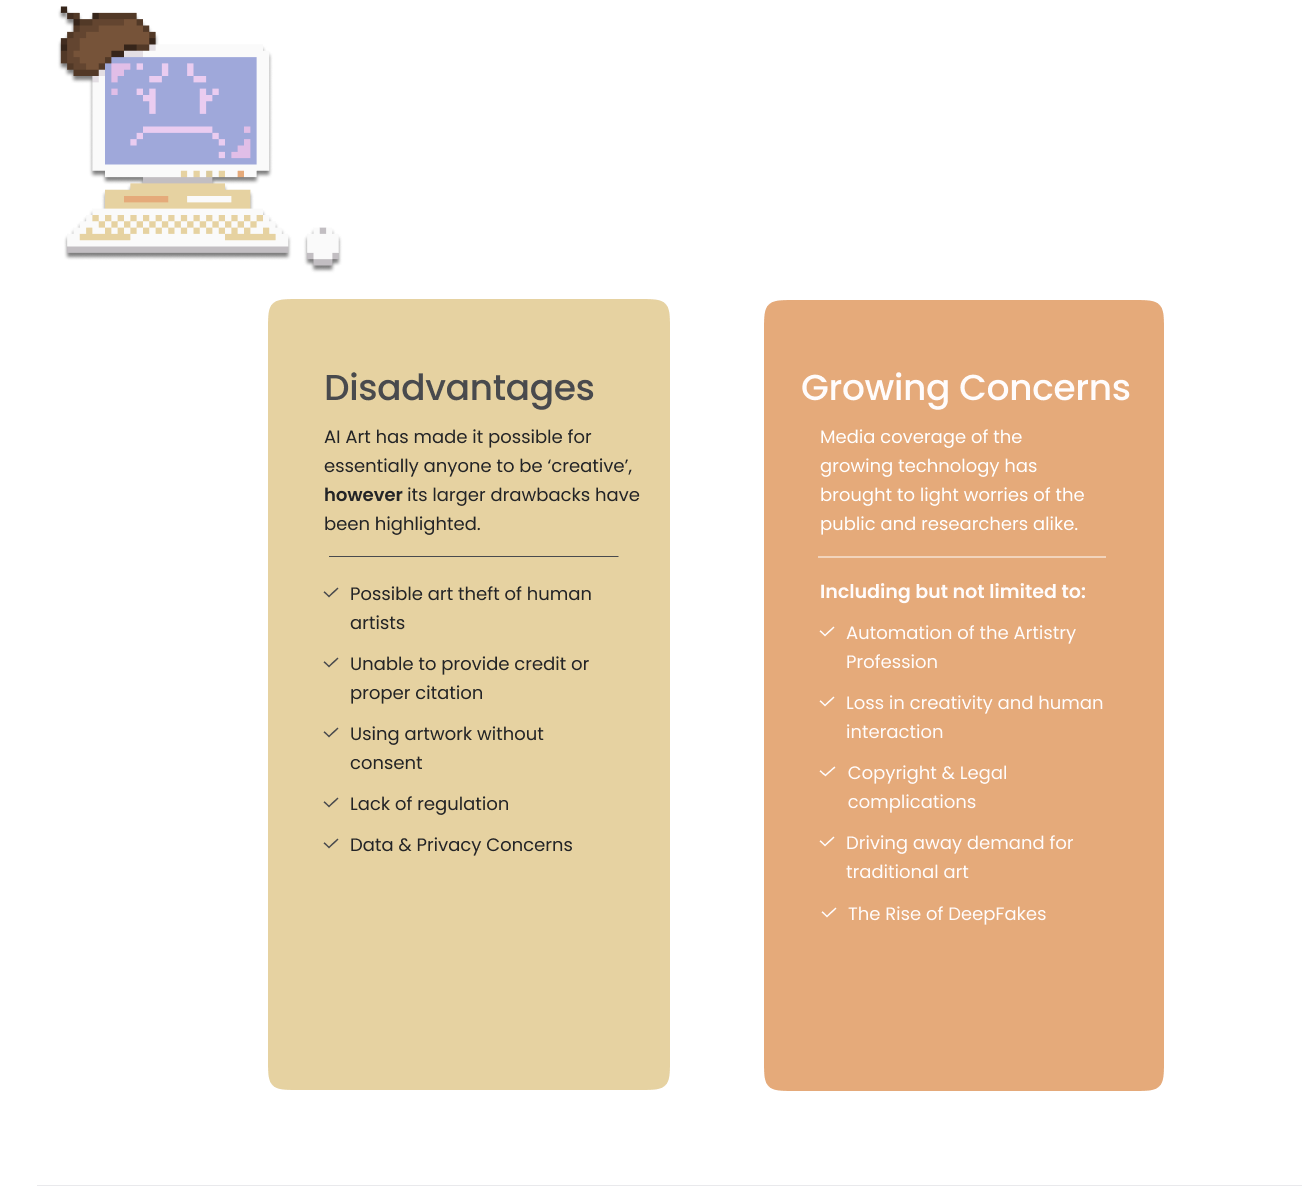 Disadvantages
AI Art has made it possible for
essentially anyone to be ‘creative’,
however its larger drawbacks have
been highlighted.
Possible art theft of human
artists
Unable to provide credit or
proper citation
Using artwork without
consent
Lack of regulation
Data & Privacy Concerns
Growing Concerns
Media coverage of the
growing technology has
brought to light worries of the
public and researchers alike.
Including but not limited to:
Automation of the Artistry
Profession
Loss in creativity and human
interaction
Copyright & Legal
complications
Driving away demand for
traditional art
The Rise of DeepFakes